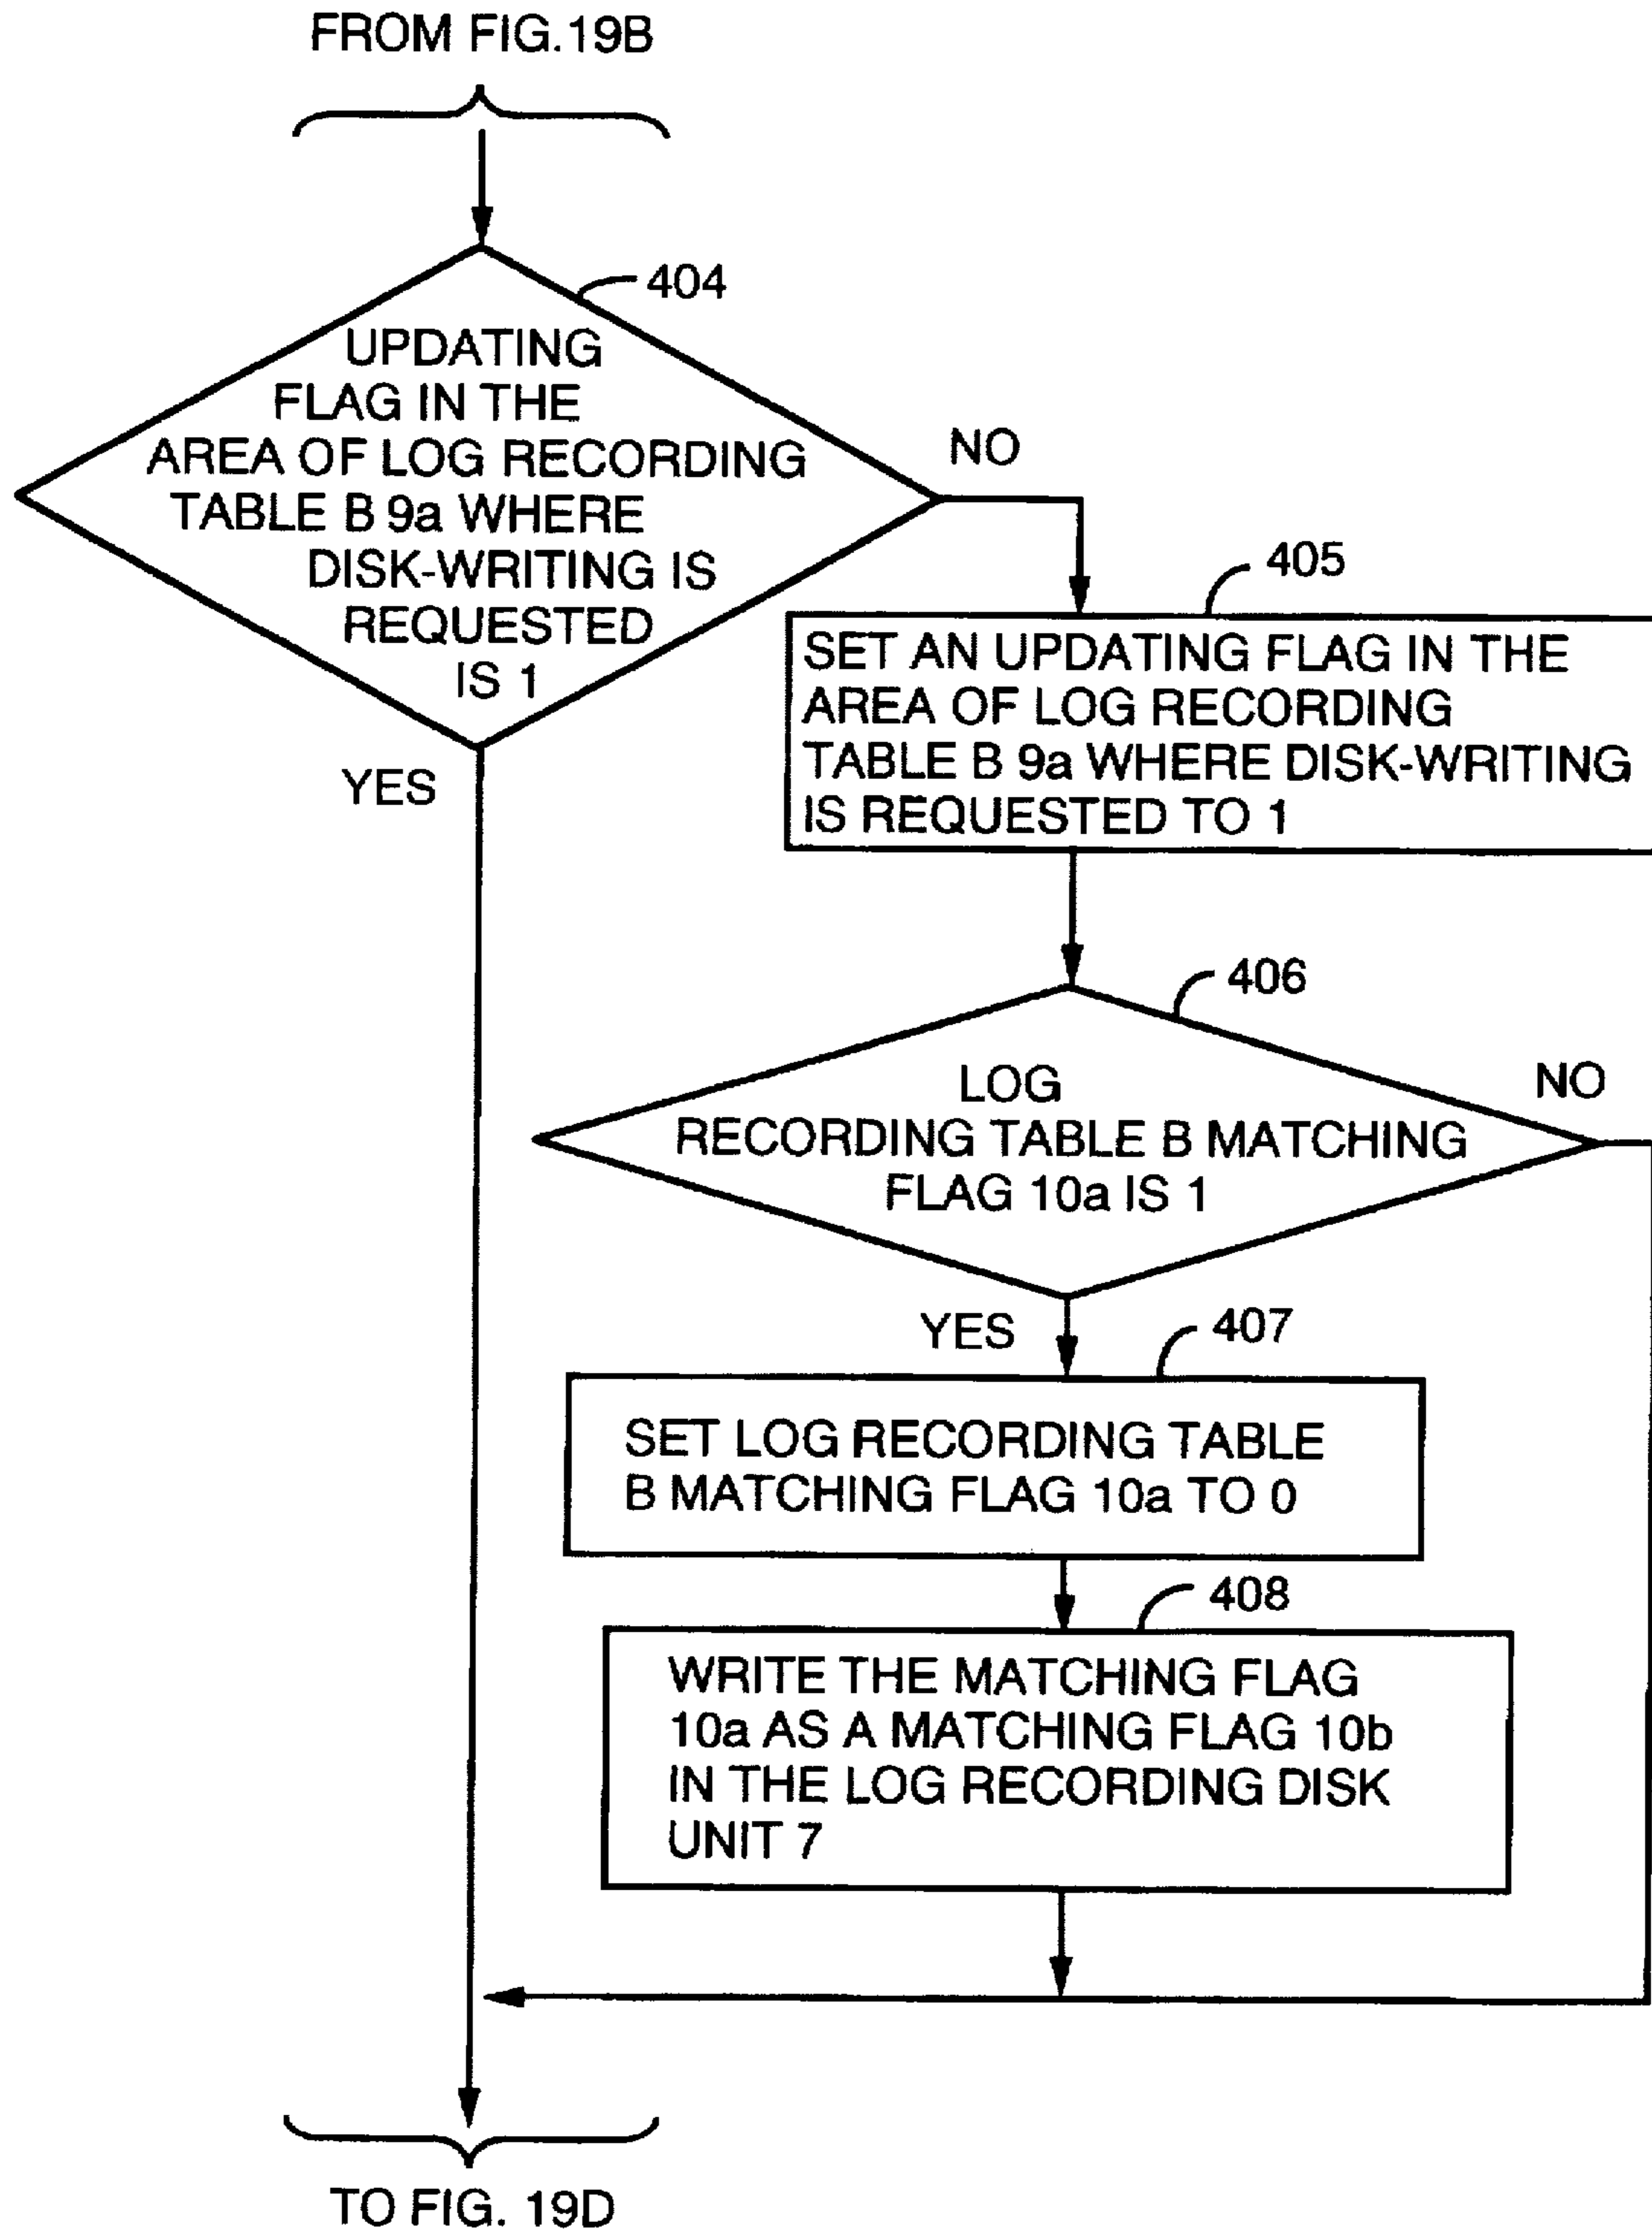 FROM FIG.19B
404
UPDATING
FLAG IN THE
AREA OF LOG RECORDING
TABLE B 9a WHERE
DISK-WRITING IS
REQUESTED
IS 1
NO
YES
405
SET AN UPDATING FLAG IN THE
AREA OF LOG RECORDING
TABLE B 9a WHERE DISK-WRITING
IS REQUESTED TO 1
406
LOG
RECORDING TABLE B MATCHING
FLAG 10a IS 1
NO
YES
407
SET LOG RECORDING TABLE
B MATCHING FLAG 10a TO 0
408
WRITE THE MATCHING FLAG
10a AS A MATCHING FLAG 10b
IN THE LOG RECORDING DISK
UNIT 7
TO FIG. 19D